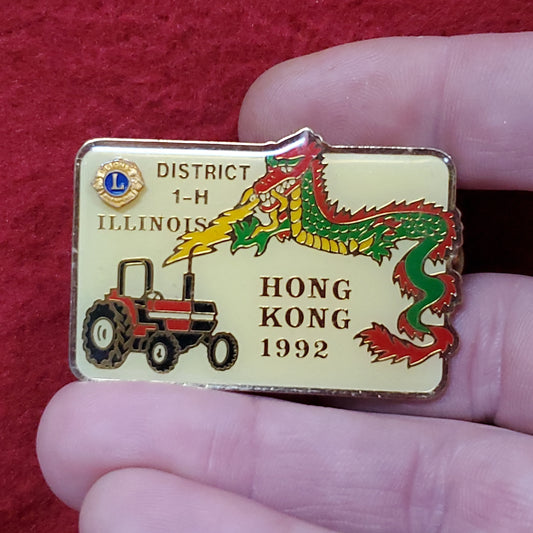 L
DISTRICT
1-H
ILLINOIS
HONG
KONG
1992